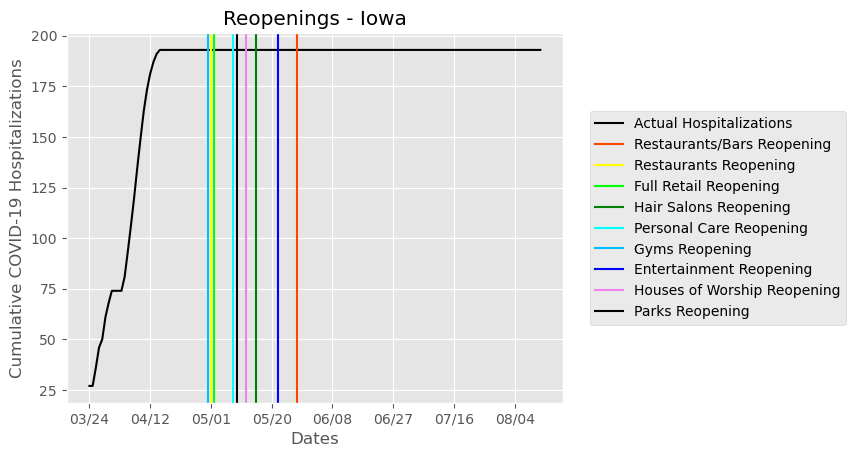 Reopenings - Iowa
Cumulative COVID-19 Hospitalizations
200
175
150
125
100
75
50
25
03/24 04/12 05/01 05/20 06/08 06/27 07/16 08/04
Dates
Actual Hospitalizations
Restaurants/Bars Reopening
Restaurants Reopening
Full Retail Reopening
Hair Salons Reopening
Personal Care Reopening
Gyms Reopening
Entertainment Reopening
Houses of Worship Reopening
Parks Reopening